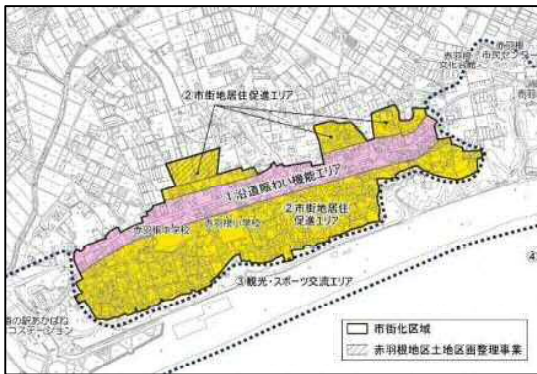 赤羽根
市民センター
赤羽根
文化会館
②市街地居住促進エリア
1沿道賑わい機能エリア
赤羽根中学校
赤羽根小学校
2市街地居住
促進エリア
③観光・スポーツ交流エリア
道の駅あかばね
ロコステーション
④
市街化区域
赤羽根地区土地区画整理事業